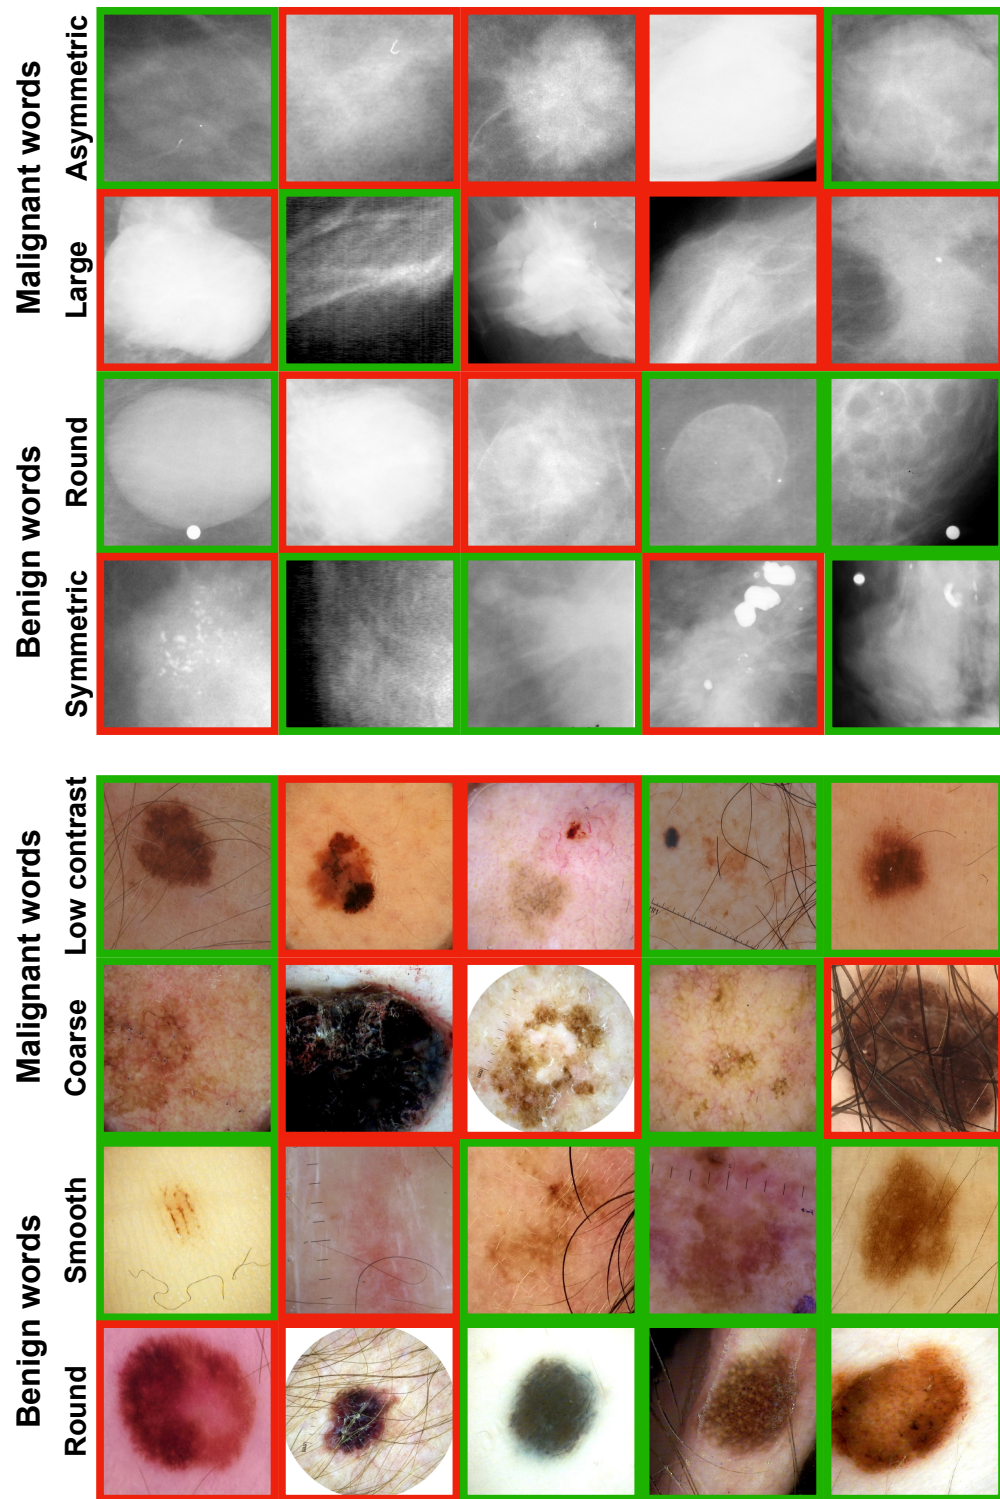 Malignant words
Asymmetric
Large
Benign words
Round
Symmetric
Malignant words
Low contrast
Coarse
Benign words
Smooth
Round